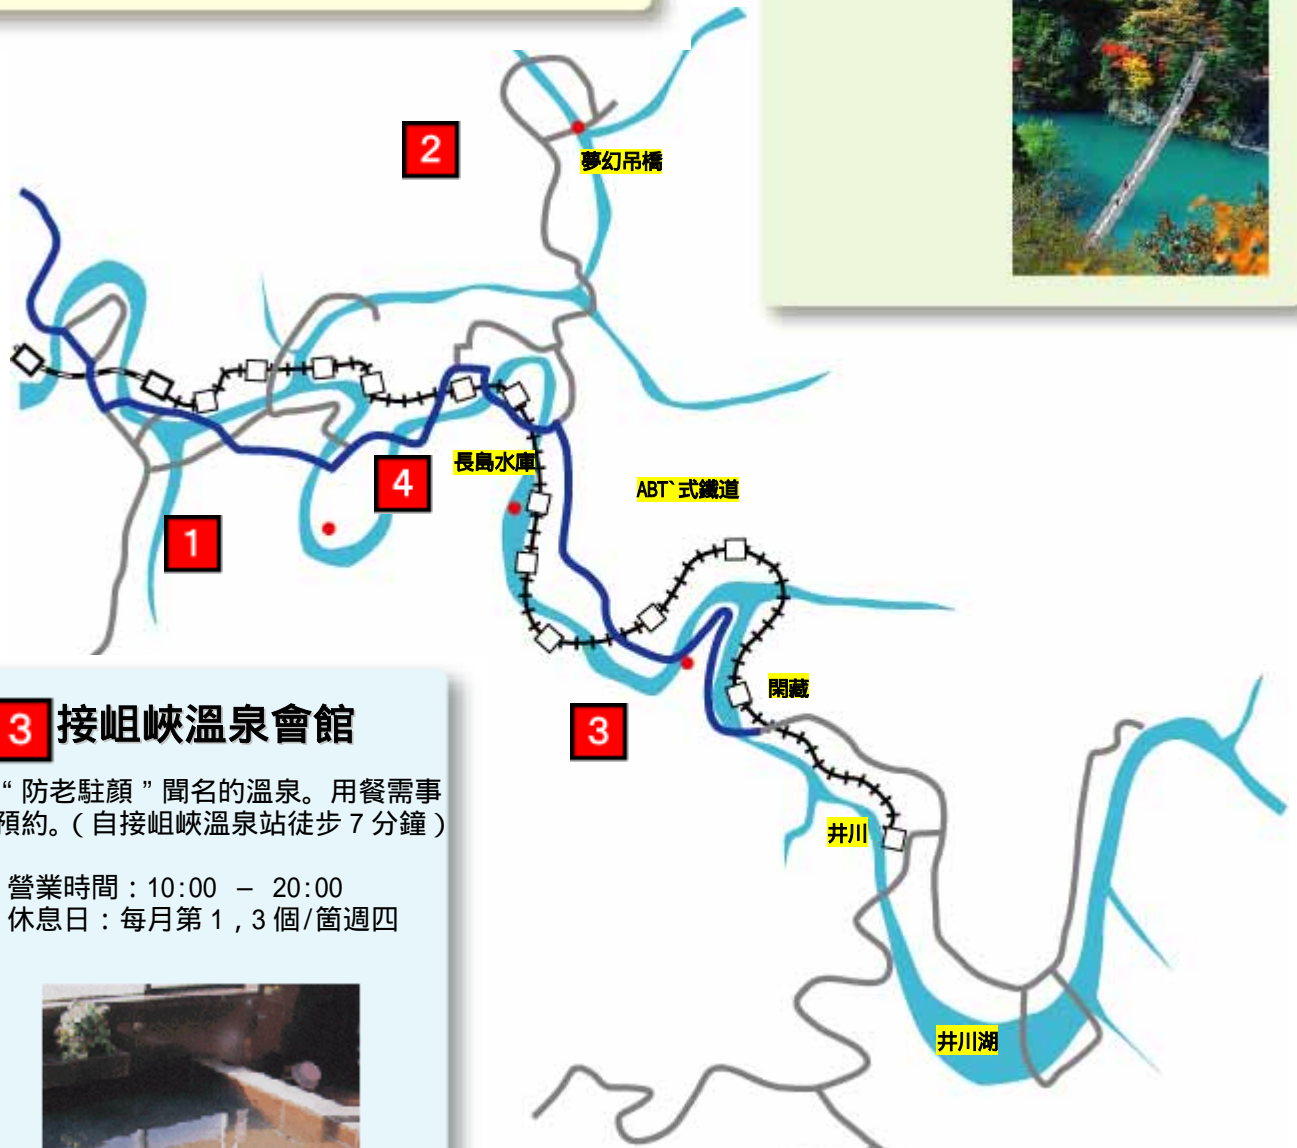 2
夢幻吊橋
長島水庫
4
ABT`式鐵道
1
3 接岨峽溫泉會館
“防老駐顏”聞名的溫泉。用餐需事
預約。(自接岨峽溫泉站徒步7分鐘)
營業時間:10:00 – 20:00
休息日:每月第1,3個/箇週四
閑藏
3
井川
井川湖